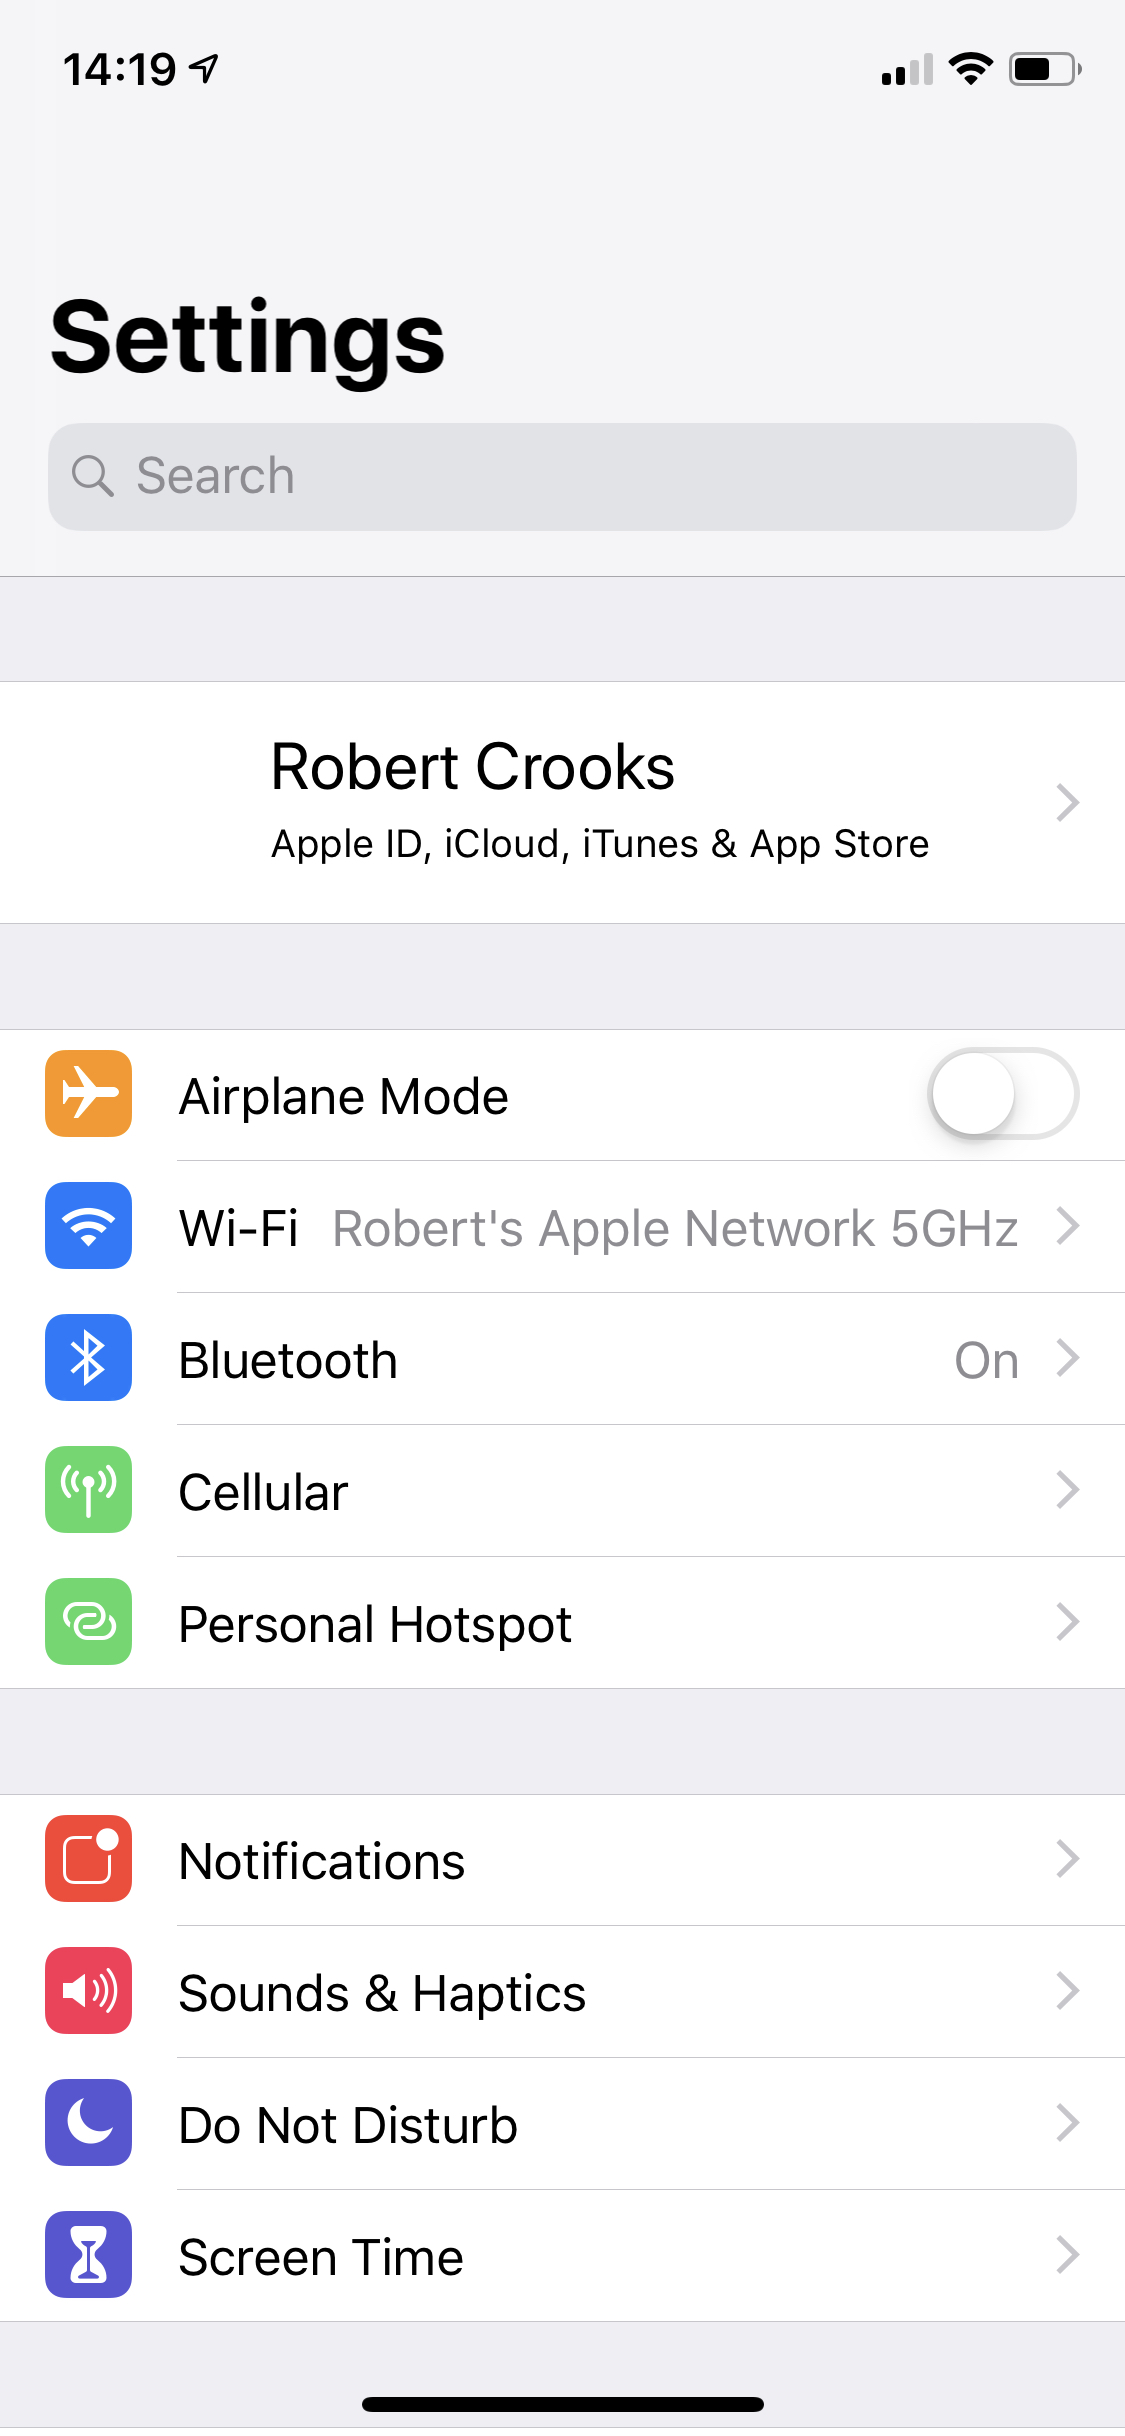 14:19
Settings
Search
Robert Crooks
Apple ID, iCloud, iTunes & App Store
Airplane Mode
Wi-Fi Robert's Apple Network 5GHz
Bluetooth On
Cellular
Personal Hotspot
Notifications
Sounds & Haptics
Do Not Disturb
Screen Time